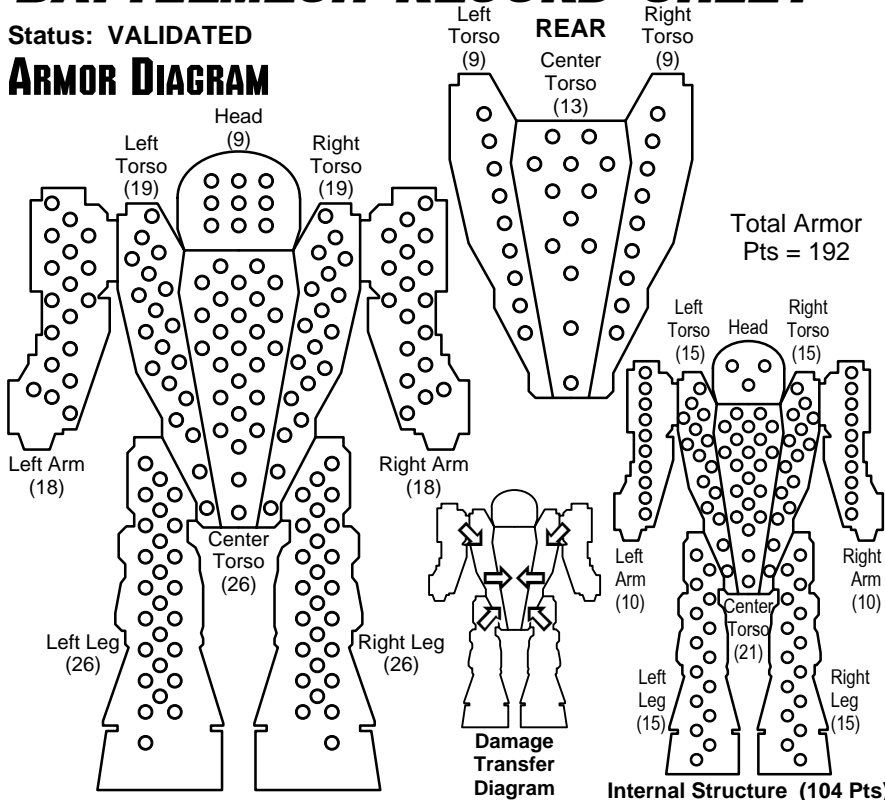 BATTLEMECH RECORD SHEET
Status: VALIDATED
ARMOR DIAGRAM
Left
Torso
(9)
REAR
Right
Torso
(9)
Center
Torso
(13)
Head
(9)
Left
Torso
(19)
Right
Torso
(19)
Total Armor
Pts = 192
Left Arm
(18)
Right Arm
(18)
Center
Torso
(26)
Left Leg
(26)
Right Leg
(26)
Damage
Transfer
Diagram
Left
Torso
(15)
Head
Right
Torso
(15)
Left
Arm
(10)
Right
Arm
(10)
Center
Torso
(21)
Left
Leg
(15)
Right
Leg
(15)
Internal Structure (104 Pts)